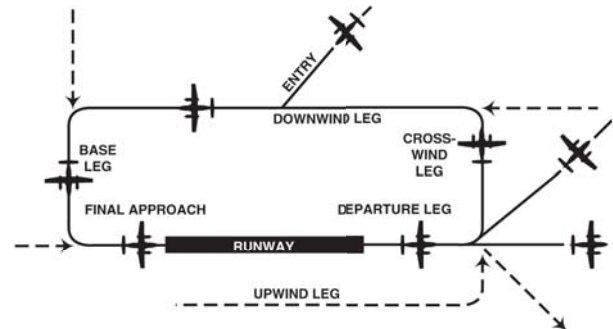 ENTRY
DOWNWIND LEG
CROSS-
WIND
LEG
BASE
LEG
FINAL APPROACH
DEPARTURE LEG
RUNWAY
UPWIND LEG